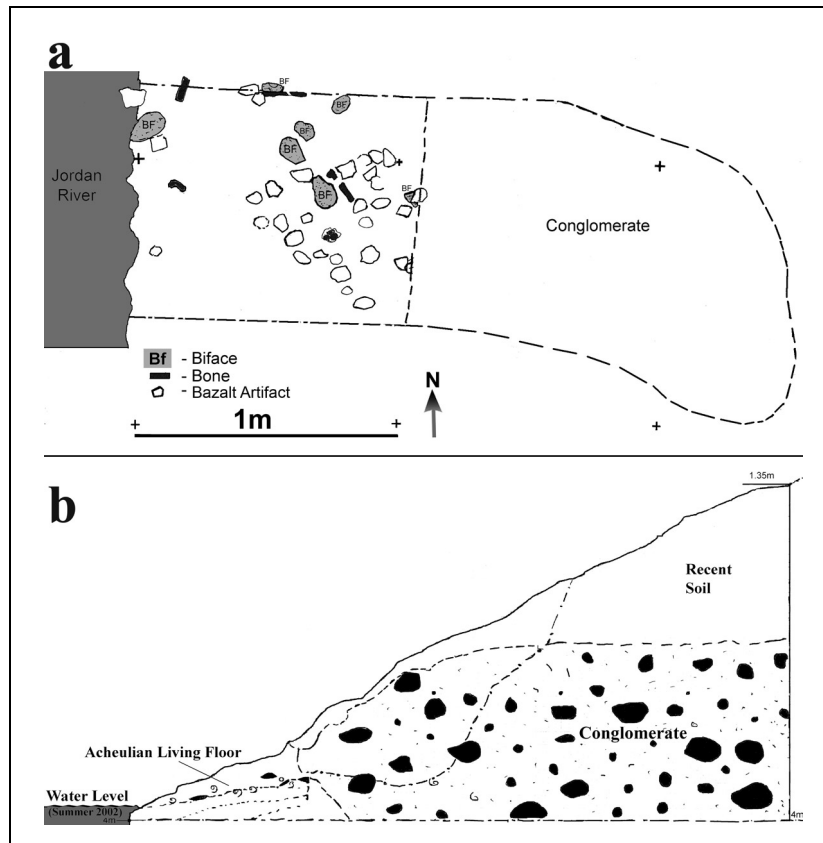 a
BF
BF
BF
BF
BF
BF
BF
Jordan
River
Conglomerate
Bf - Biface
- Bone
- Bazalt Artifact
1m
N
b
1.35m
Recent
Soil
Conglomerate
Acheulian Living Floor
Water Level
(Summer 2002)
4m
4m